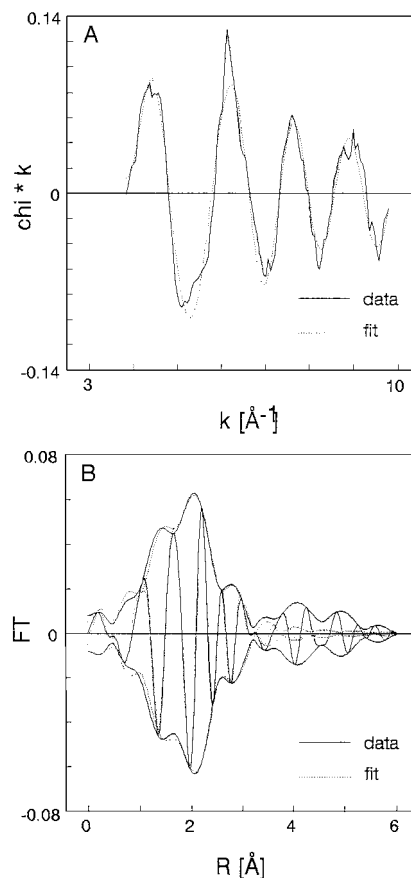 0.14
A
chi * k
0
data
fit
-0.14
3
10
k [Å⁻¹]
0.08
B
FT
0
data
fit
-0.08
0
2
4
6
R [Å]